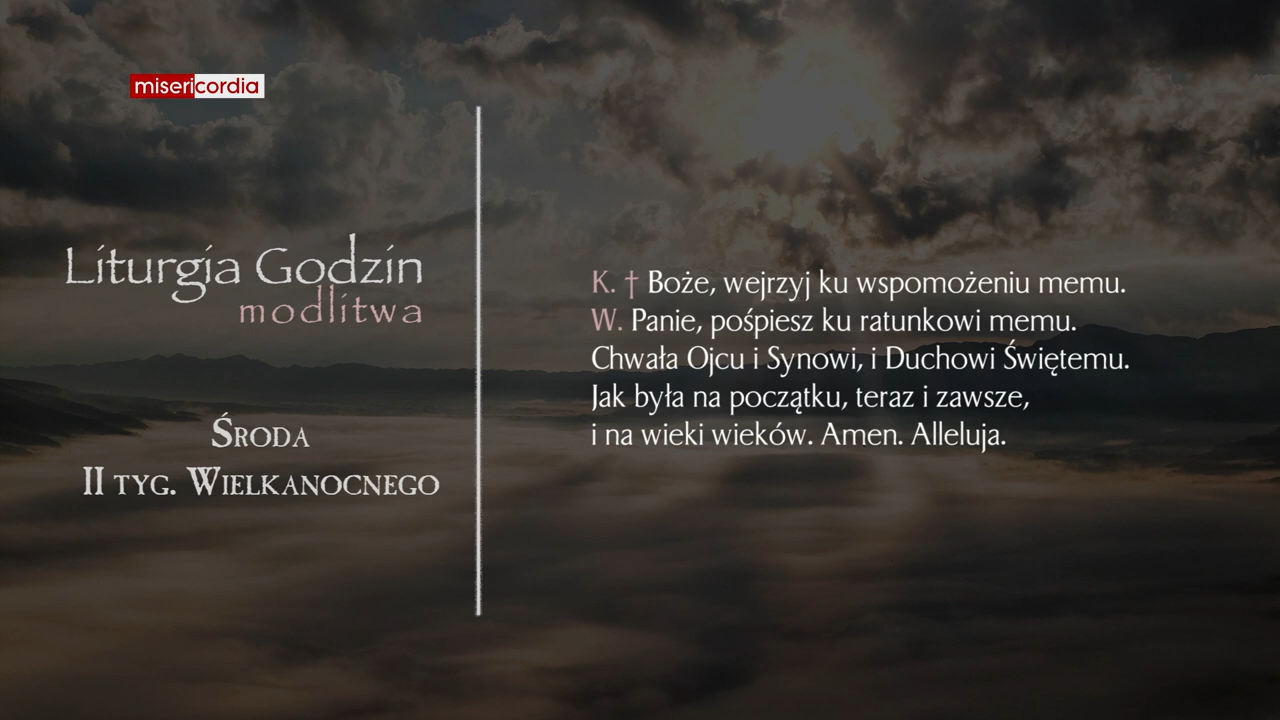 misericordia
Liturgia Godzin
modlitwa
Środa
II tyg. Wielkanocnego
K. † Boże, wejrzyj ku wspomożeniu memu.
W. Panie, pośpiesz ku ratunkowi memu.
Chwała Ojcu i Synowi, i Duchowi Świętemu.
Jak była na początku, teraz i zawsze,
i na wieki wieków. Amen. Alleluja.